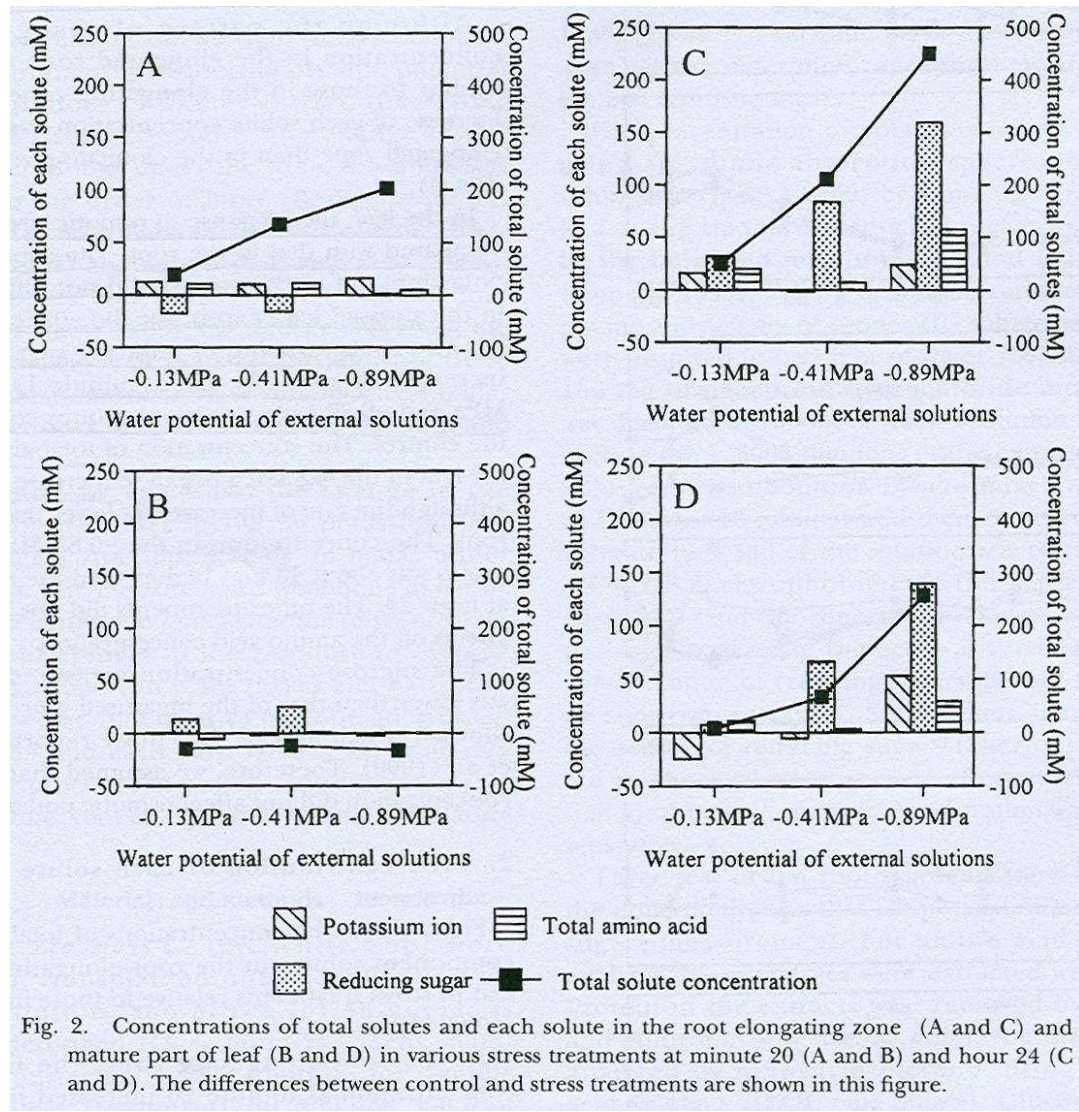 A
250
200
150
100
50
0
-50
Concentration of each solute (mM)
500
400
300
200
100
0
-100
Concentration of total solute (mM)
-0.13MPa -0.41MPa -0.89MPa
Water potential of external solutions
C
250
200
150
100
50
0
-50
Concentration of each solute (mM)
500
400
300
200
100
0
-100
Concentration of total solutes (mM)
-0.13MPa -0.41MPa -0.89MPa
Water potential of external solutions
B
250
200
150
100
50
0
-50
Concentration of each solute (mM)
500
400
300
200
100
0
-100
Concentration of total solute (mM)
-0.13MPa -0.41MPa -0.89MPa
Water potential of external solutions
D
250
200
150
100
50
0
-50
Concentration of each solute (mM)
500
400
300
200
100
0
-100
Concentration of total solute (mM)
-0.13MPa -0.41MPa -0.89MPa
Water potential of external solutions
Potassium ion Total amino acid
Reducing sugar Total solute concentration
Fig. 2. Concentrations of total solutes and each solute in the root elongating zone (A and C) and
mature part of leaf (B and D) in various stress treatments at minute 20 (A and B) and hour 24 (C
and D). The differences between control and stress treatments are shown in this figure.